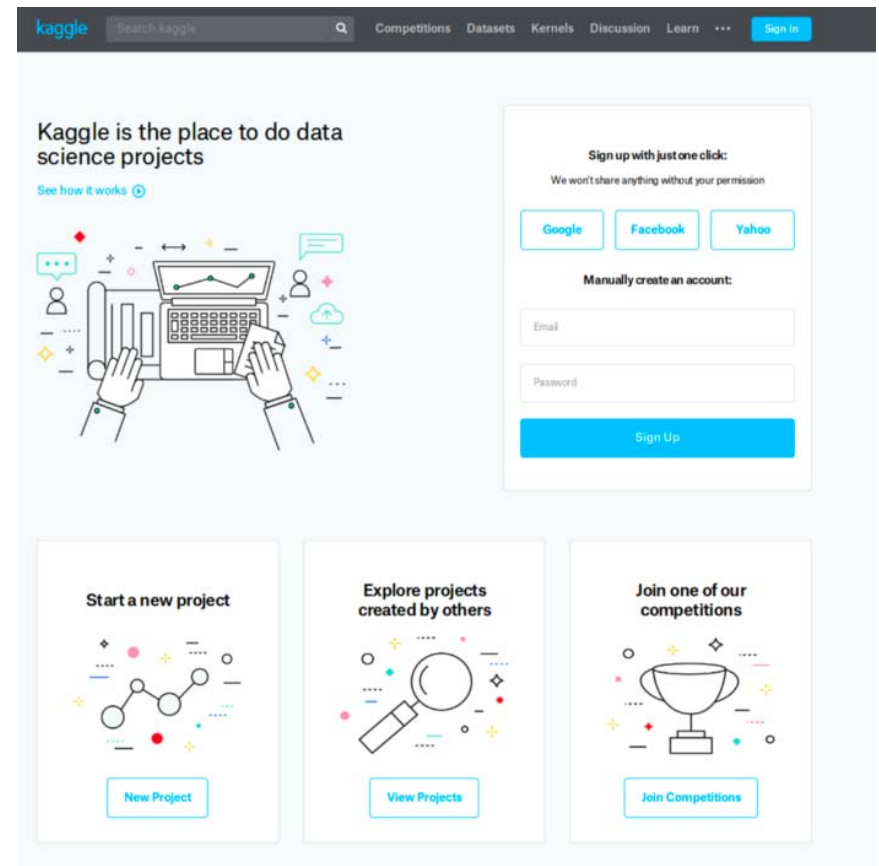 kaggle
Search kaggle
Competitions Datasets Kernels Discussion Learn ••• Sign In
Kaggle is the place to do data
science projects
See how it works
Sign up with just one click:
We won't share anything without your permission
Google Facebook Yahoo
Manually create an account:
Email
Password
Sign Up
Start a new project
New Project
Explore projects
created by others
View Projects
Join one of our
competitions
Join Competitions